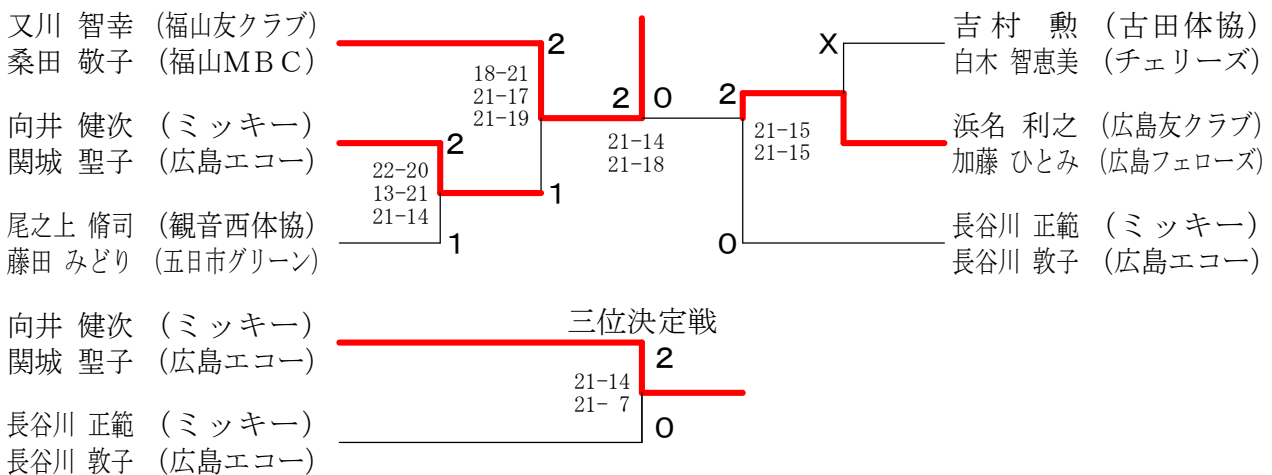 又川 智幸 (福山友クラブ)
桑田 敬子 (福山MBC)
向井 健次 (ミッキー)
関城 聖子 (広島エコー)
尾之上 脩司 (観音西体協)
藤田 みどり (五日市グリーン)
2
18-21
21-17
21-19
2
22-20
13-21
21-14
1
1
2 0
21-14
21-18
X
2
21-15
21-15
0
吉村 勲 (古田体協)
白木 智恵美 (チェリーズ)
浜名 利之 (広島友クラブ)
加藤 ひとみ (広島フェローズ)
長谷川 正範 (ミッキー)
長谷川 敦子 (広島エコー)
三位決定戦
向井 健次 (ミッキー)
関城 聖子 (広島エコー)
長谷川 正範 (ミッキー)
長谷川 敦子 (広島エコー)
2
21-14
21- 7
0